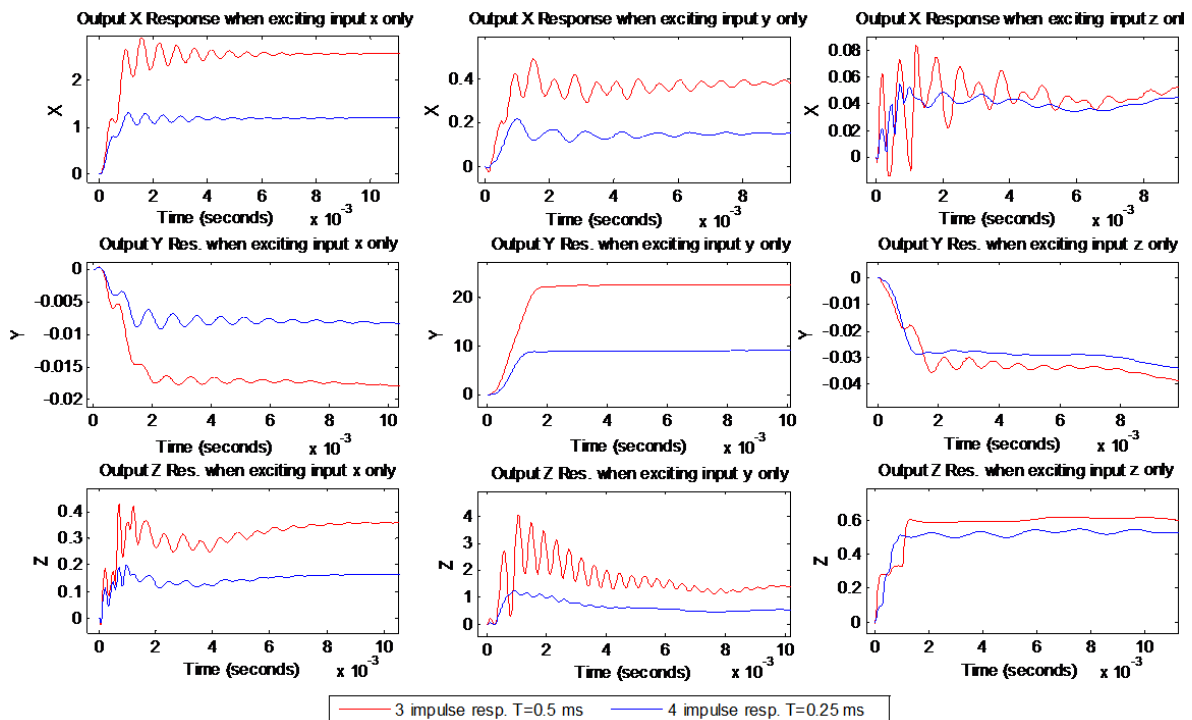 Output X Response when exciting input x only
Output X Response when exciting input y only
Output X Response when exciting input z only
X
2
1
0
0 2 4 6 8 10
Time (seconds) x 10-3
X
0.4
0.2
0
0 2 4 6 8
Time (seconds) x 10-3
X
0.08
0.06
0.04
0.02
0
0 2 4 6 8
Time (seconds) x 10-3
Output Y Res. when exciting input x only
Output Y Res. when exciting input y only
Output Y Res. when exciting input z only
Y
0
-0.005
-0.01
-0.015
-0.02
0 2 4 6 8 10
Time (seconds) x 10-3
Y
20
10
0
0 2 4 6 8 10
Time (seconds) x 10-3
Y
0
-0.01
-0.02
-0.03
-0.04
0 2 4 6 8
Time (seconds) x 10-3
Output Z Res. when exciting input x only
Output Z Res. when exciting input y only
Output Z Res. when exciting input z only
Z
0.4
0.3
0.2
0.1
0
0 2 4 6 8 10
Time (seconds) x 10-3
Z
4
3
2
1
0
0 2 4 6 8 10
Time (seconds) x 10-3
Z
0.6
0.4
0.2
0
0 2 4 6 8 10
Time (seconds) x 10-3
3 impulse resp. T=0.5 ms
4 impulse resp. T=0.25 ms